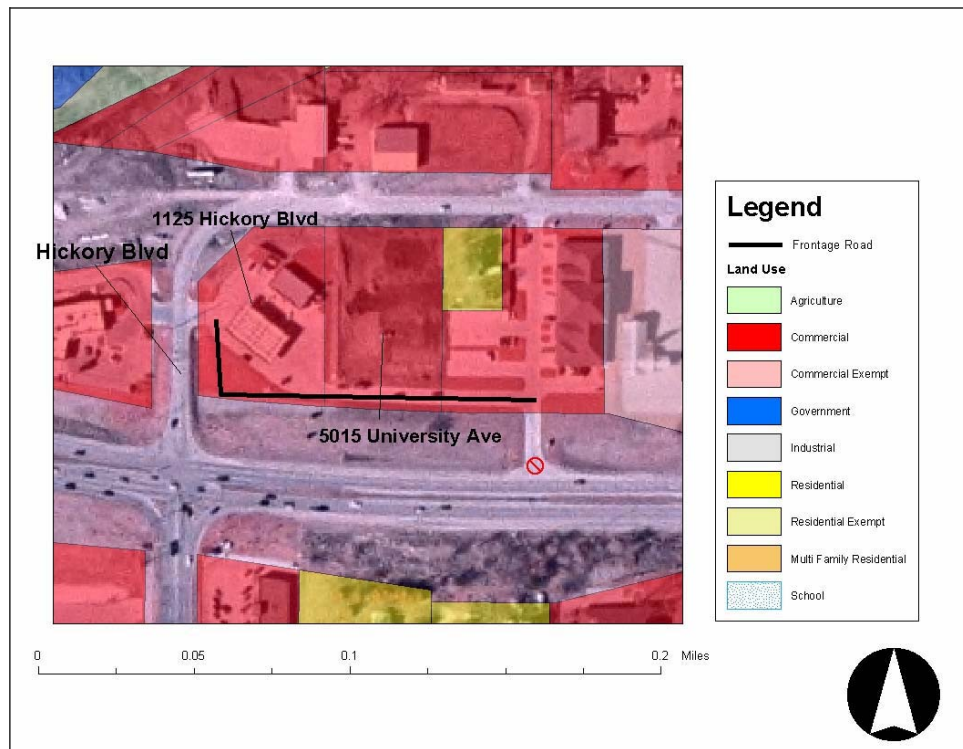 1125 Hickory Blvd
Hickory Blvd
5015 University Ave
Legend
Frontage Road
Land Use
Agriculture
Commercial
Commercial Exempt
Government
Industrial
Residential
Residential Exempt
Multi Family Residential
School
0 0.05 0.1 0.2 Miles